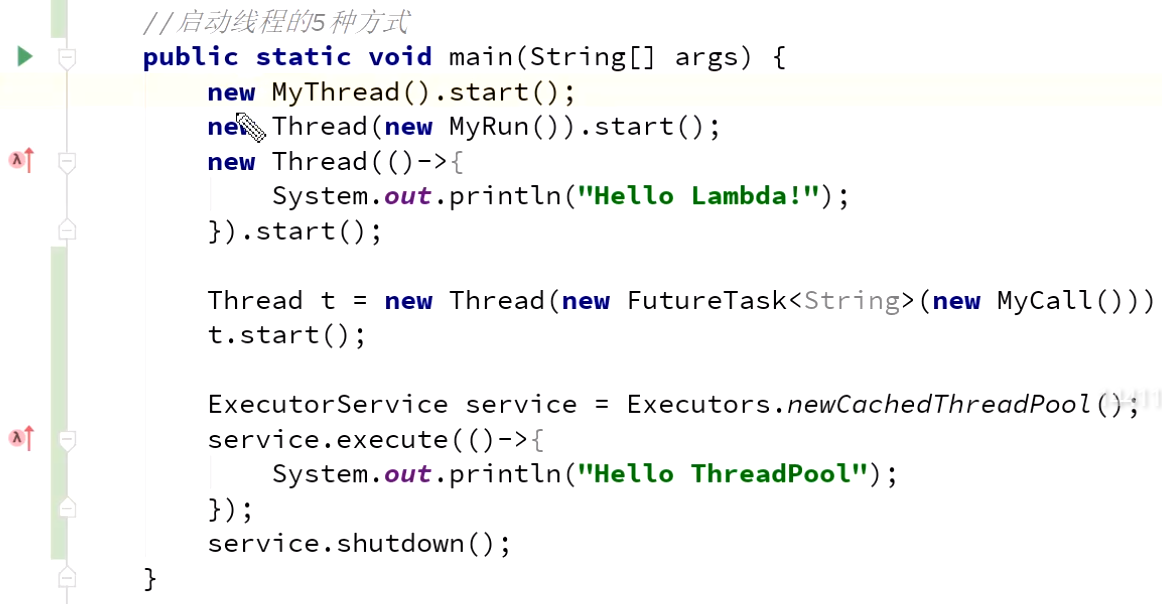 //启动线程的5种方式
public static void main(String[] args) {
new MyThread().start();
new Thread(new MyRun()).start();
new Thread(()->{
System.out.println("Hello Lambda!");
}).start();
Thread t = new Thread(new FutureTask<String>(new MyCall()))
t.start();
ExecutorService service = Executors.newCachedThreadPool();
service.execute(()->{
System.out.println("Hello ThreadPool");
});
service.shutdown();
}